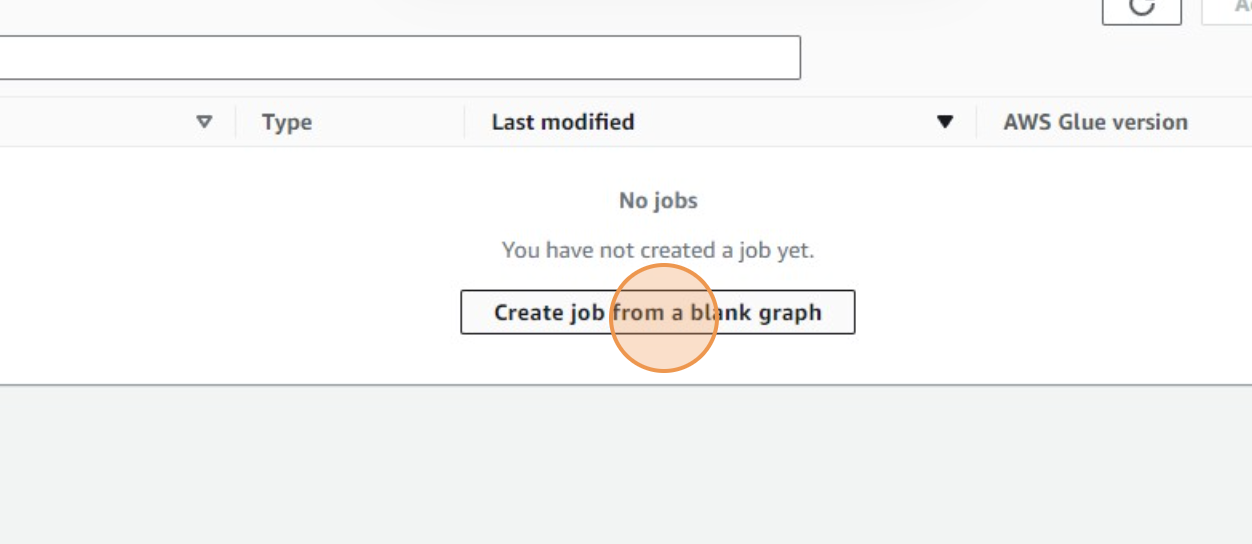 Type
Last modified
AWS Glue version
No jobs
You have not created a job yet.
Create job from a blank graph